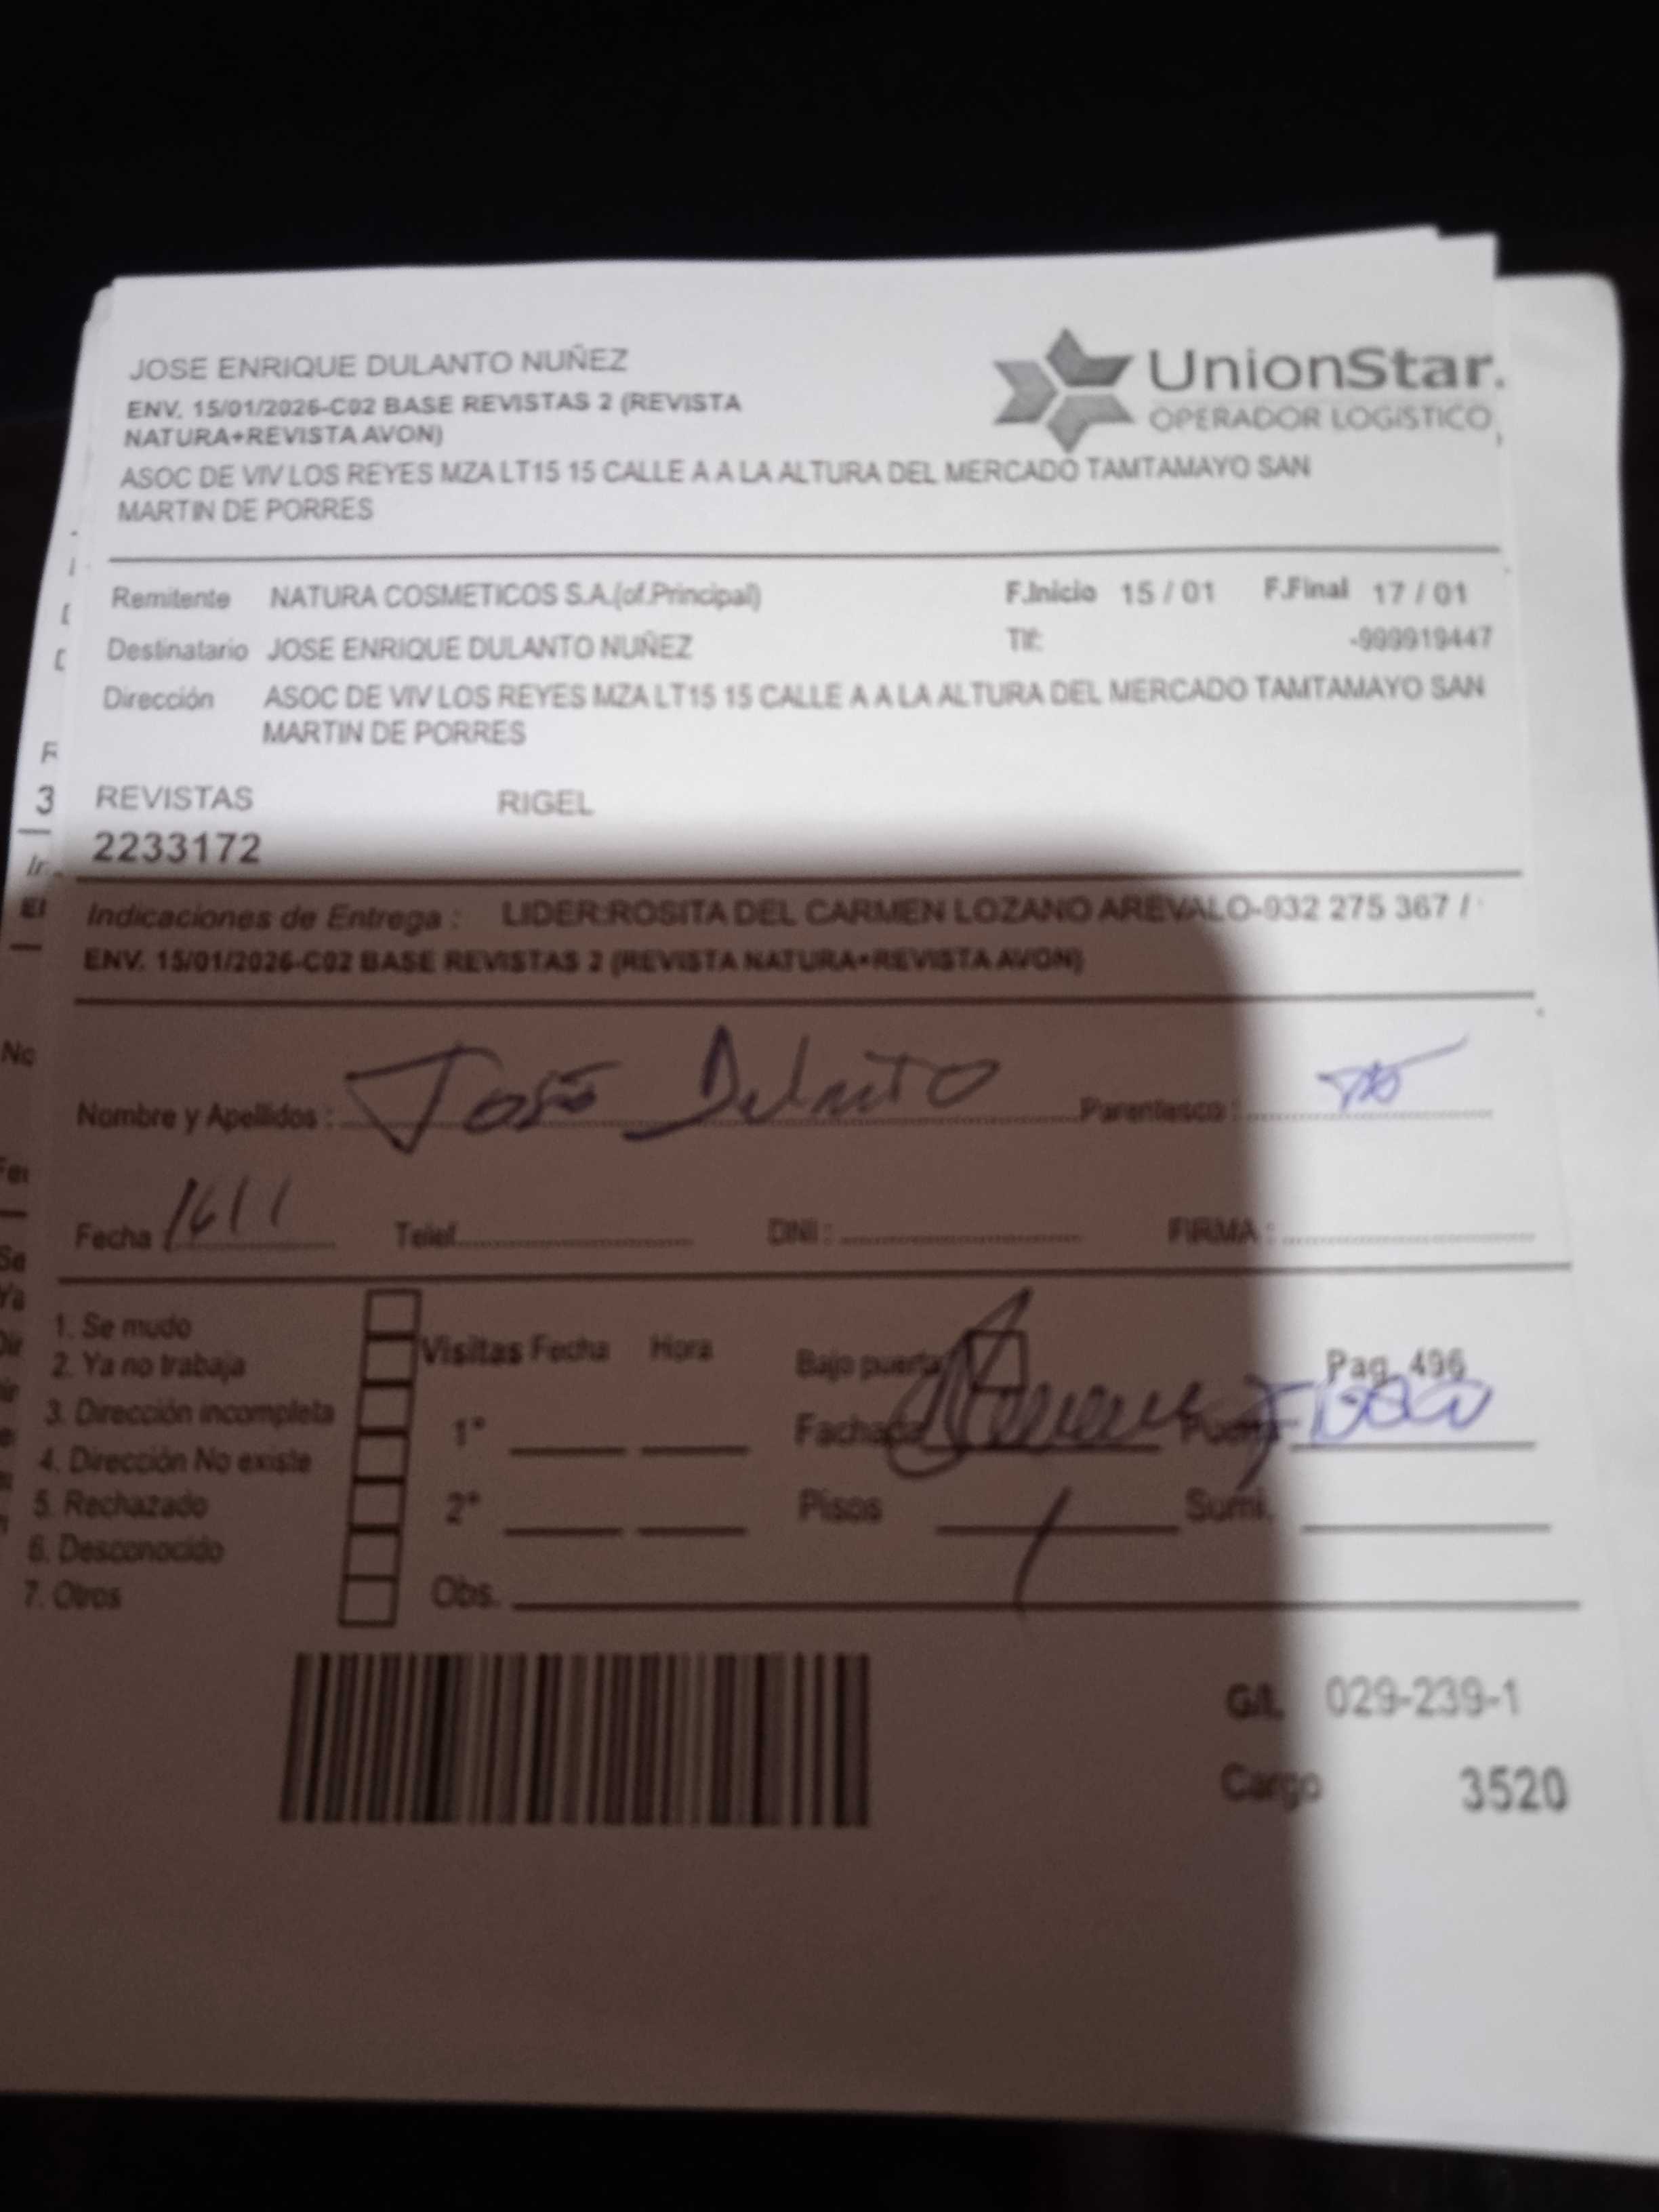 JOSE ENRIQUE DULANTO NUÑEZ
ENV. 15/01/2026-C02 BASE REVISTAS 2 (REVISTA
NATURA+REVISTA AVON)
UnionStar.
OPERADOR LOGÍSTICO
ASOC DE VIV LOS REYES MZA LT15 15 CALLE A A LA ALTURA DEL MERCADO TAMTAMAYO SAN
MARTIN DE PORRES
Remitente NATURA COSMETICOS S.A.(of.Principal) F.Inicio 15 / 01 F.Final 17 / 01
Destinatario JOSE ENRIQUE DULANTO NUÑEZ Tlf: -999919447
Dirección ASOC DE VIV LOS REYES MZA LT15 15 CALLE A A LA ALTURA DEL MERCADO TAMTAMAYO SAN
MARTIN DE PORRES
REVISTAS RIGEL
2233172
Indicaciones de Entrega : LIDER:ROSITA DEL CARMEN LOZANO AREVALO-932 275 367 /
ENV. 15/01/2026-C02 BASE REVISTAS 2 (REVISTA NATURA+REVISTA AVON)
Nombre y Apellidos : José Dulanto Parentesco :
Fecha 16/1 Telef. DNI : FIRMA :
1. Se mudo
2. Ya no trabaja
3. Dirección incompleta
4. Dirección No existe
5. Rechazado
6. Desconocido
7. Otros
Visitas Fecha Hora
1°
2°
Obs.
Bajo puerta Pag. 496
Fachada Puerta
Pisos 1 Sumi.
G/L 029-239-1
Cargo 3520